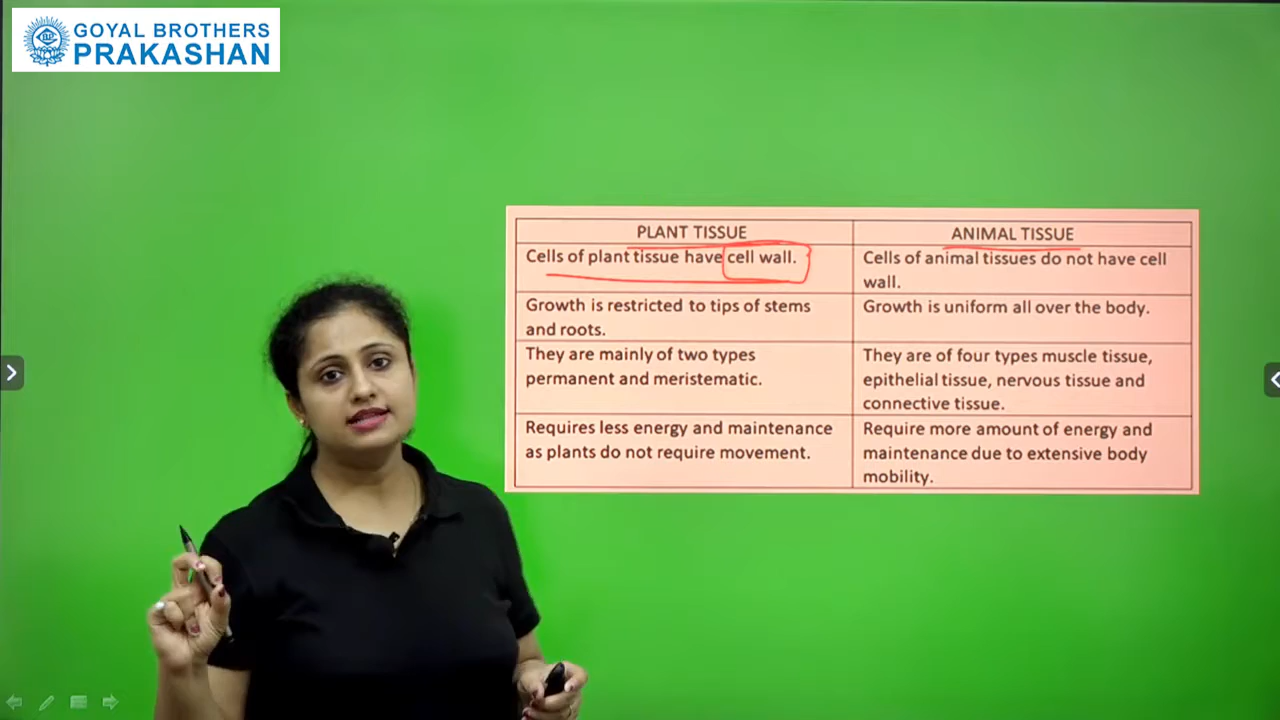 GOYAL BROTHERS
PRAKASHAN
PLANT TISSUE
ANIMAL TISSUE
Cells of plant tissue have cell wall.
Cells of animal tissues do not have cell
wall.
Growth is restricted to tips of stems
and roots.
Growth is uniform all over the body.
They are mainly of two types
permanent and meristematic.
They are of four types muscle tissue,
epithelial tissue, nervous tissue and
connective tissue.
Requires less energy and maintenance
as plants do not require movement.
Require more amount of energy and
maintenance due to extensive body
mobility.